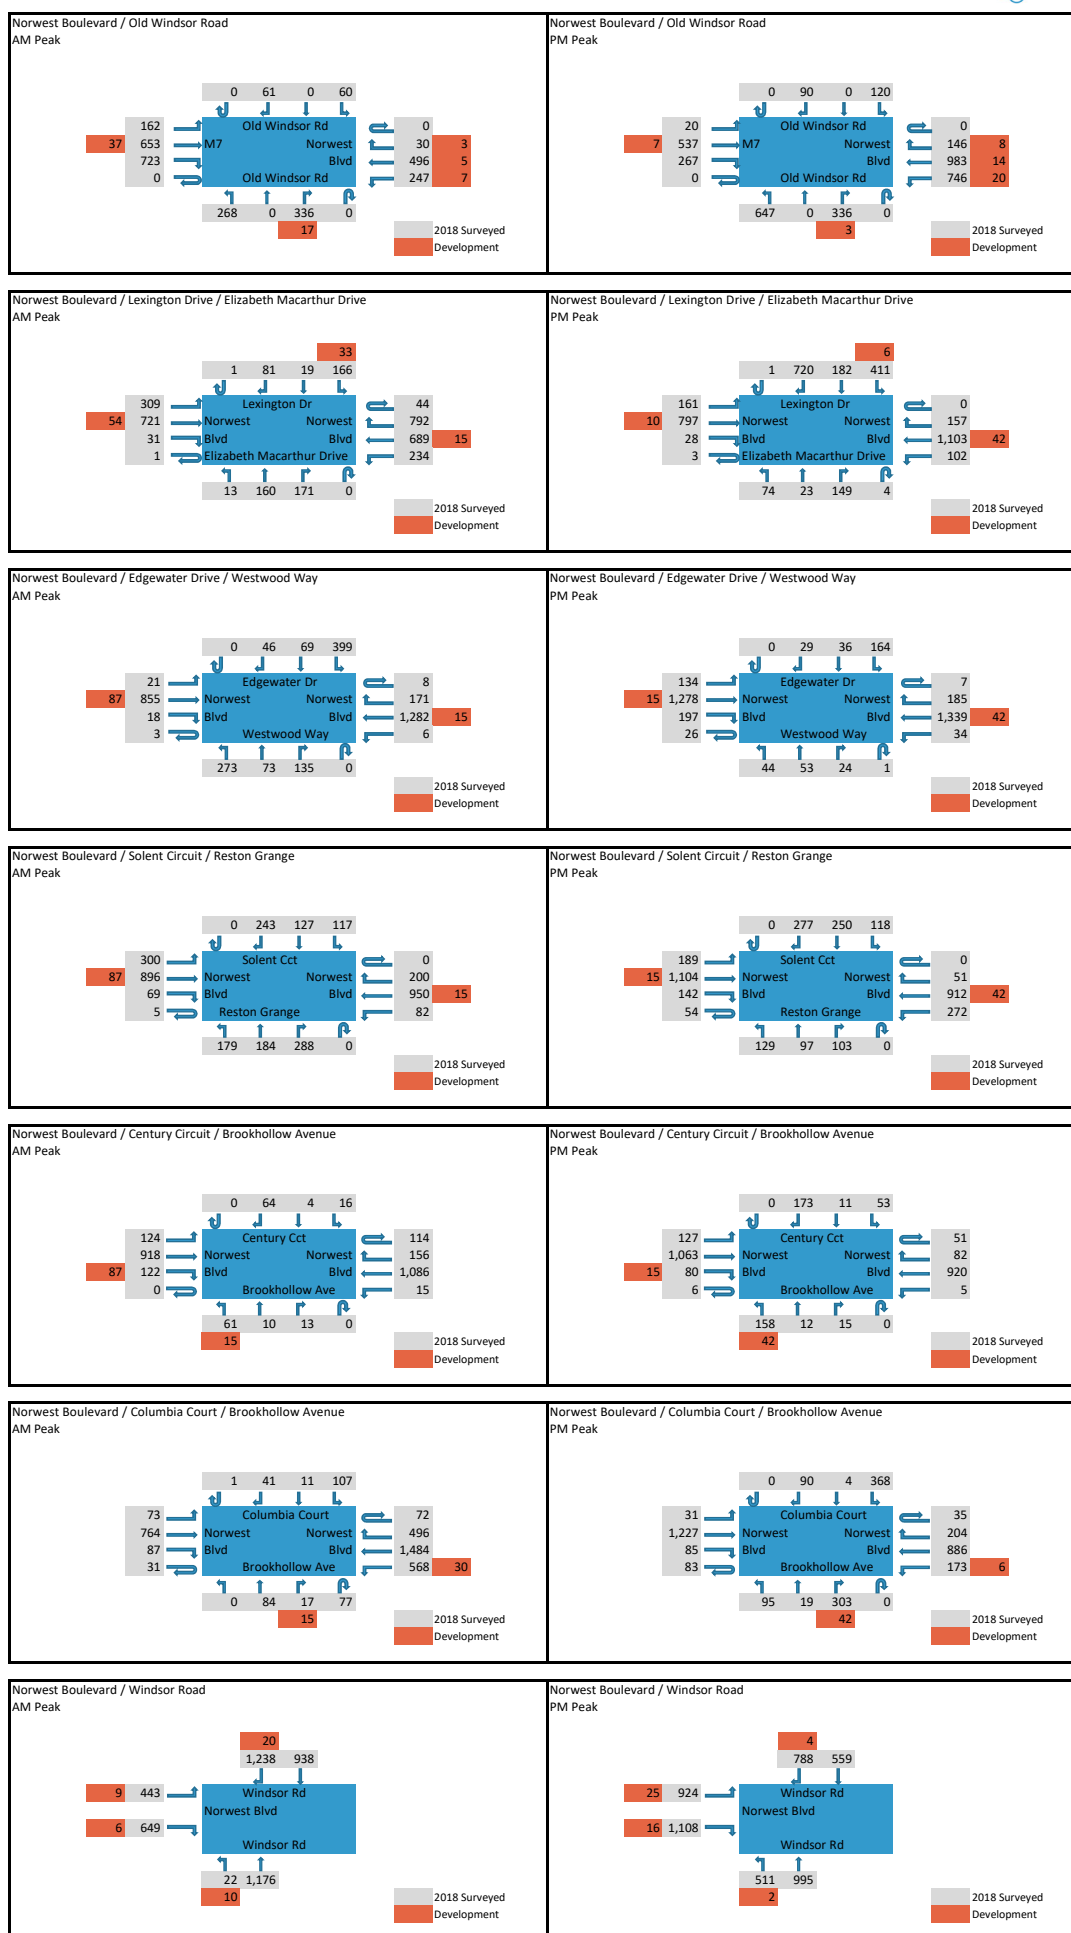 Norwest Boulevard / Old Windsor Road
AM Peak
0 61 0 60
162 Old Windsor Rd 0
37 653 M7 Norwest 30 3
723 Blvd 496 5
0 Old Windsor Rd 247 7
268 0 336 0
17
2018 Surveyed
Development
Norwest Boulevard / Old Windsor Road
PM Peak
0 90 0 120
20 Old Windsor Rd 0
7 537 M7 Norwest 146 8
267 Blvd 983 14
0 Old Windsor Rd 746 20
647 0 336 0
3
2018 Surveyed
Development
Norwest Boulevard / Lexington Drive / Elizabeth Macarthur Drive
AM Peak
33
1 81 19 166
309 Lexington Dr 44
54 721 Norwest Norwest 792
31 Blvd Blvd 689 15
1 Elizabeth Macarthur Drive 234
13 160 171 0
2018 Surveyed
Development
Norwest Boulevard / Lexington Drive / Elizabeth Macarthur Drive
PM Peak
6
1 720 182 411
161 Lexington Dr 0
10 797 Norwest Norwest 157
28 Blvd Blvd 1,103 42
3 Elizabeth Macarthur Drive 102
74 23 149 4
2018 Surveyed
Development
Norwest Boulevard / Edgewater Drive / Westwood Way
AM Peak
0 46 69 399
21 Edgewater Dr 8
87 855 Norwest Norwest 171
18 Blvd Blvd 1,282 15
3 Westwood Way 6
273 73 135 0
2018 Surveyed
Development
Norwest Boulevard / Edgewater Drive / Westwood Way
PM Peak
0 29 36 164
134 Edgewater Dr 7
15 1,278 Norwest Norwest 185
197 Blvd Blvd 1,339 42
26 Westwood Way 34
44 53 24 1
2018 Surveyed
Development
Norwest Boulevard / Solent Circuit / Reston Grange
AM Peak
0 243 127 117
300 Solent Cct 0
87 896 Norwest Norwest 200
69 Blvd Blvd 950 15
5 Reston Grange 82
179 184 288 0
2018 Surveyed
Development
Norwest Boulevard / Solent Circuit / Reston Grange
PM Peak
0 277 250 118
189 Solent Cct 0
15 1,104 Norwest Norwest 51
142 Blvd Blvd 912 42
54 Reston Grange 272
129 97 103 0
2018 Surveyed
Development
Norwest Boulevard / Century Circuit / Brookhollow Avenue
AM Peak
0 64 4 16
124 Century Cct 114
918 Norwest Norwest 156
87 122 Blvd Blvd 1,086
0 Brookhollow Ave 15
61 10 13 0
15
2018 Surveyed
Development
Norwest Boulevard / Century Circuit / Brookhollow Avenue
PM Peak
0 173 11 53
127 Century Cct 51
1,063 Norwest Norwest 82
15 80 Blvd Blvd 920
6 Brookhollow Ave 5
158 12 15 0
42
2018 Surveyed
Development
Norwest Boulevard / Columbia Court / Brookhollow Avenue
AM Peak
1 41 11 107
73 Columbia Court 72
764 Norwest Norwest 496
87 Blvd Blvd 1,484
31 Brookhollow Ave 568 30
0 84 17 77
15
2018 Surveyed
Development
Norwest Boulevard / Columbia Court / Brookhollow Avenue
PM Peak
0 90 4 368
31 Columbia Court 35
1,227 Norwest Norwest 204
85 Blvd Blvd 886
83 Brookhollow Ave 173 6
95 19 303 0
42
2018 Surveyed
Development
Norwest Boulevard / Windsor Road
AM Peak
20
1,238 938
9 443 Windsor Rd
Norwest Blvd
6 649
Windsor Rd
22 1,176
10
2018 Surveyed
Development
Norwest Boulevard / Windsor Road
PM Peak
4
788 559
25 924 Windsor Rd
Norwest Blvd
16 1,108
Windsor Rd
511 995
2
2018 Surveyed
Development